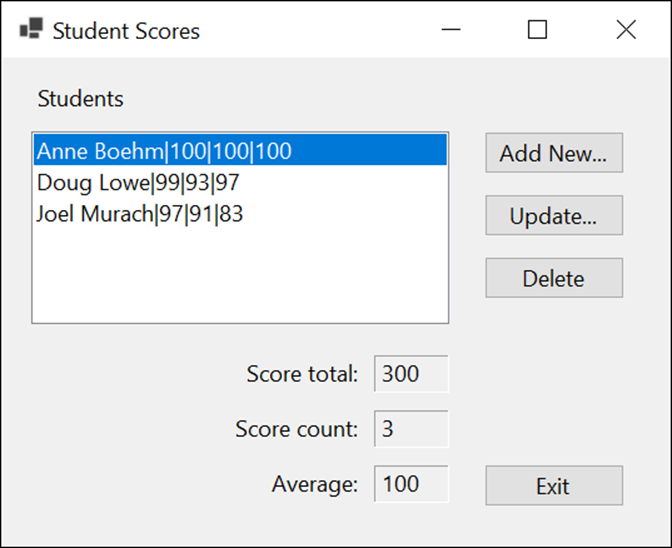 Student Scores
Students
Anne Boehm|100|100|100
Doug Lowe|99|93|97
Joel Murach|97|91|83
Add New...
Update...
Delete
Score total: 300
Score count: 3
Average: 100
Exit